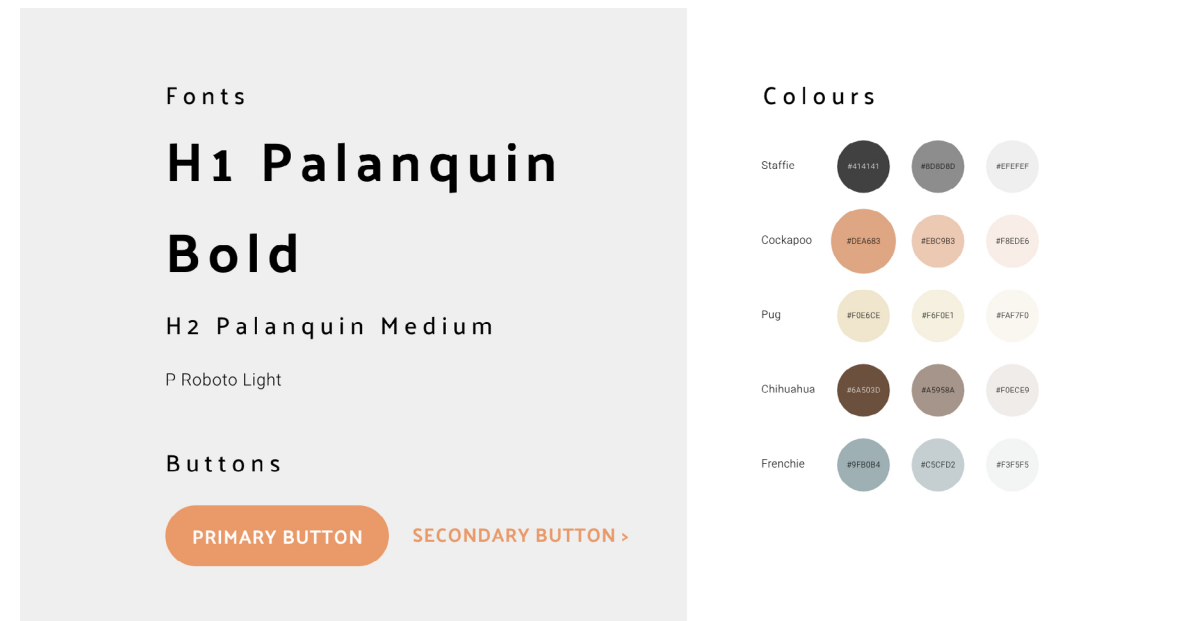 Fonts
H1 Palanquin
Bold
H2 Palanquin Medium
P Roboto Light
Buttons
PRIMARY BUTTON
SECONDARY BUTTON >
Colours
Staffie #414141 #8D8D8D #EFEFEF
Cockapoo #DEA683 #EBC9B3 #F8EDE6
Pug #F0E6CE #F6F0E1 #FAF7F0
Chihuahua #6A503D #A5958A #F0ECE9
Frenchie #9FB0B4 #C5CFD2 #F3F5F5